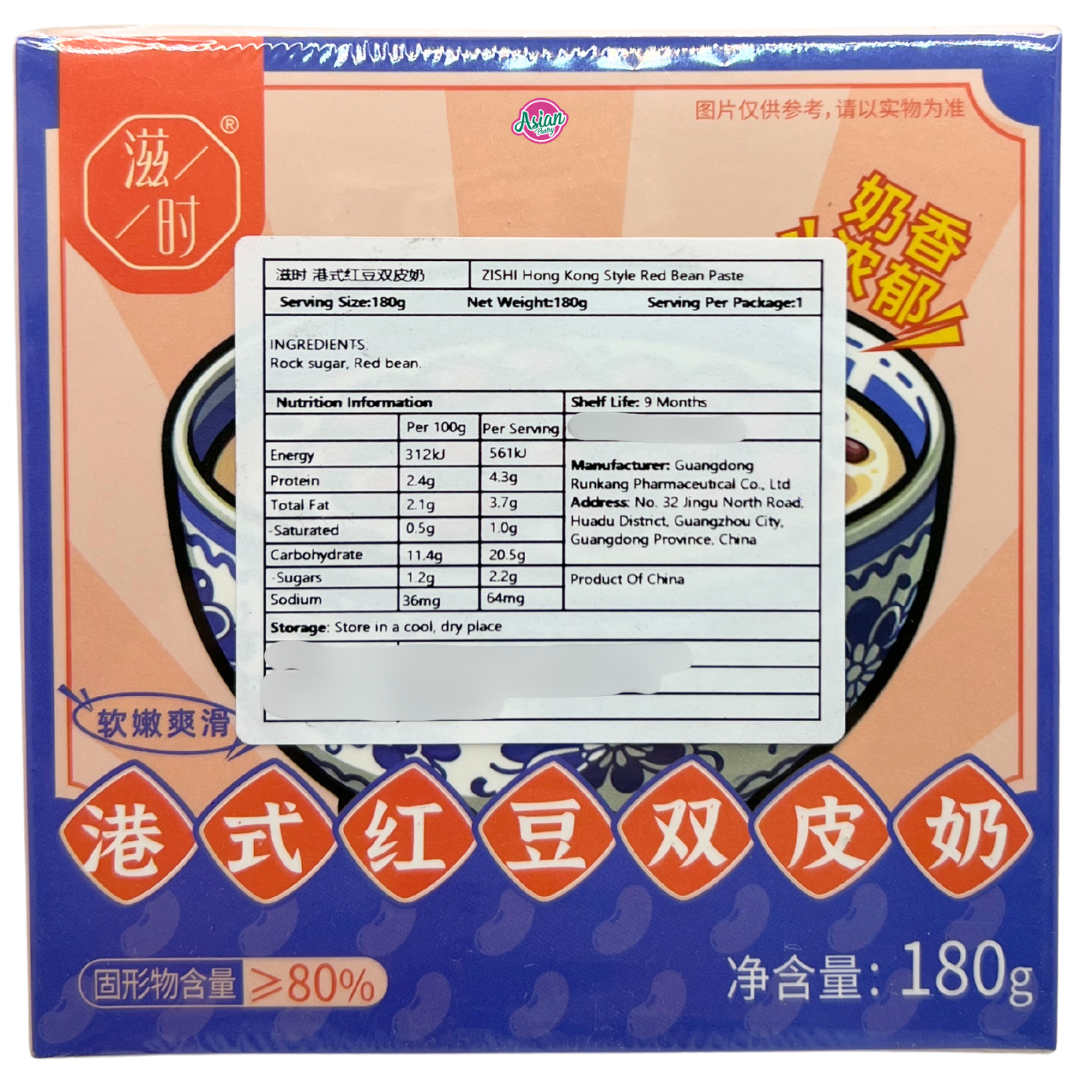 滋
时
®
Asian
Pantry
图片仅供参考,请以实物为准
奶香
浓郁
滋时 港式红豆双皮奶 ZISHI Hong Kong Style Red Bean Paste
Serving Size:180g Net Weight:180g Serving Per Package:1
INGREDIENTS:
Rock sugar, Red bean.
Nutrition Information
Per 100g Per Serving
Energy 312kJ 561kJ
Protein 2.4g 4.3g
Total Fat 2.1g 3.7g
-Saturated 0.5g 1.0g
Carbohydrate 11.4g 20.5g
-Sugars 1.2g 2.2g
Sodium 36mg 64mg
Shelf Life: 9 Months
Manufacturer: Guangdong
Runkang Pharmaceutical Co., Ltd
Address: No. 32 Jingu North Road,
Huadu District, Guangzhou City,
Guangdong Province, China
Product Of China
Storage: Store in a cool, dry place
软嫩爽滑
港式红豆双皮奶
固形物含量 ≥80%
净含量: 180g